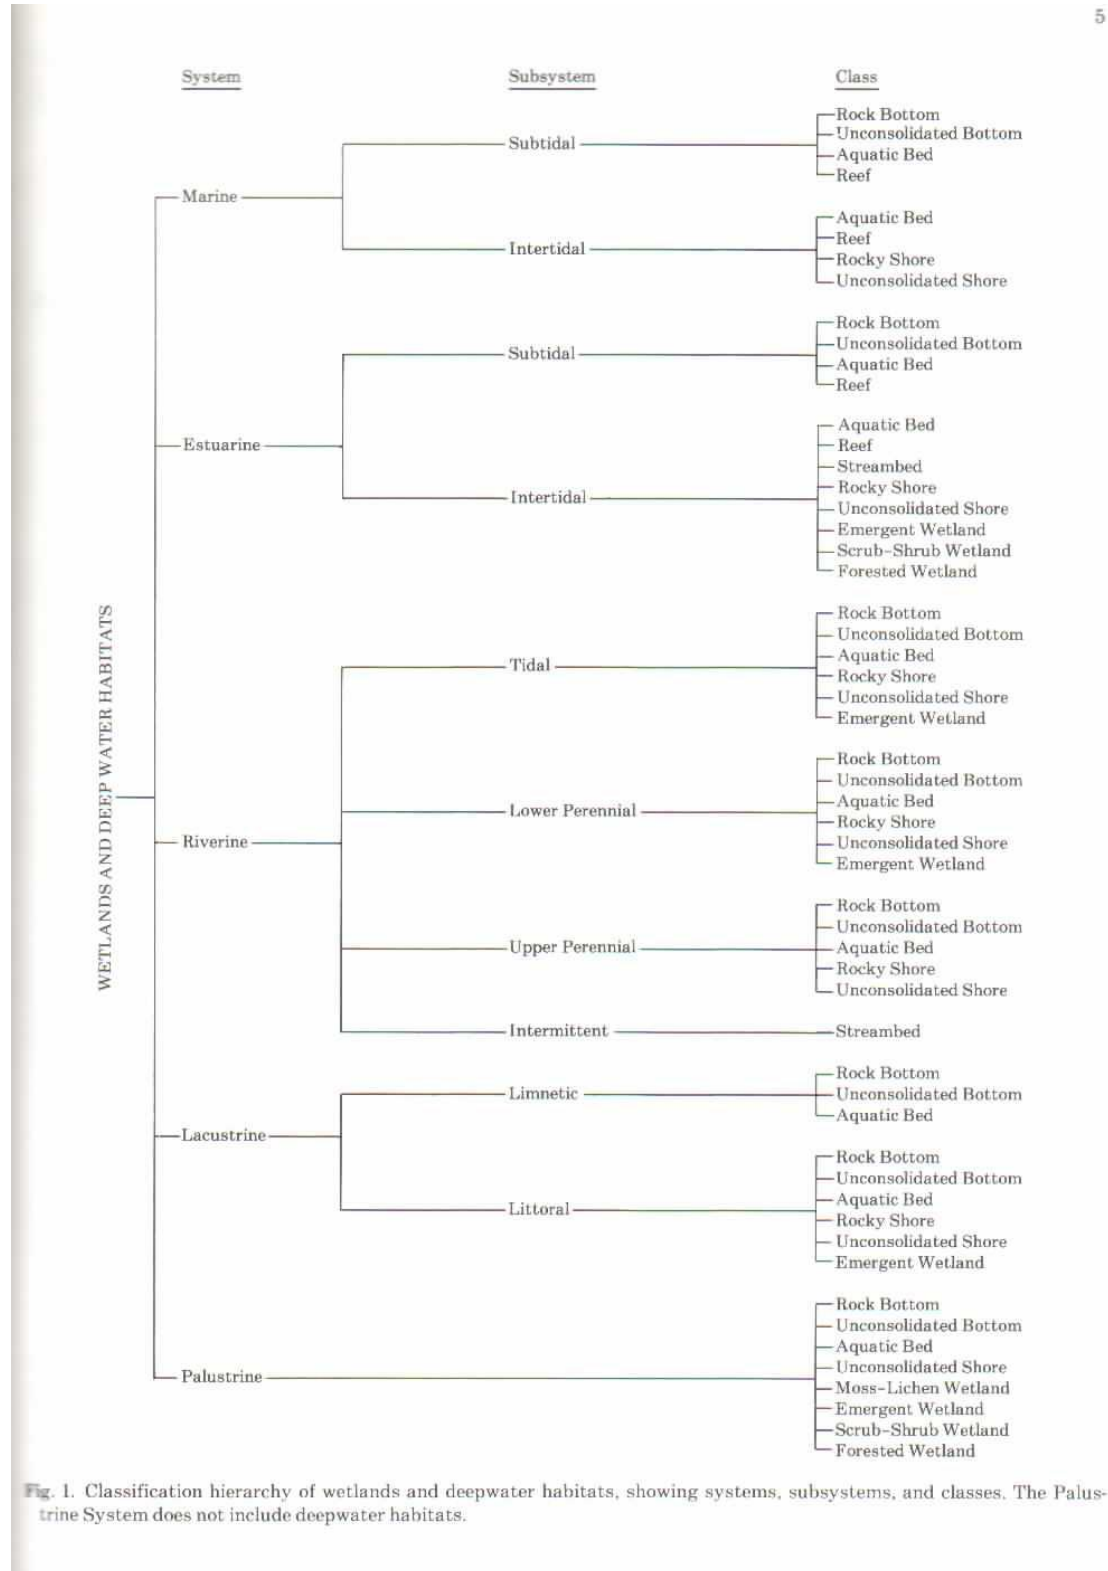 5
System Subsystem Class
Marine
Subtidal
Rock Bottom
Unconsolidated Bottom
Aquatic Bed
Reef
Intertidal
Aquatic Bed
Reef
Rocky Shore
Unconsolidated Shore
Estuarine
Subtidal
Rock Bottom
Unconsolidated Bottom
Aquatic Bed
Reef
Intertidal
Aquatic Bed
Reef
Streambed
Rocky Shore
Unconsolidated Shore
Emergent Wetland
Scrub-Shrub Wetland
Forested Wetland
WETLANDS AND DEEP WATER HABITATS
Riverine
Tidal
Rock Bottom
Unconsolidated Bottom
Aquatic Bed
Rocky Shore
Unconsolidated Shore
Emergent Wetland
Lower Perennial
Rock Bottom
Unconsolidated Bottom
Aquatic Bed
Rocky Shore
Unconsolidated Shore
Emergent Wetland
Upper Perennial
Rock Bottom
Unconsolidated Bottom
Aquatic Bed
Rocky Shore
Unconsolidated Shore
Intermittent
Streambed
Lacustrine
Limnetic
Rock Bottom
Unconsolidated Bottom
Aquatic Bed
Littoral
Rock Bottom
Unconsolidated Bottom
Aquatic Bed
Rocky Shore
Unconsolidated Shore
Emergent Wetland
Palustrine
Rock Bottom
Unconsolidated Bottom
Aquatic Bed
Unconsolidated Shore
Moss-Lichen Wetland
Emergent Wetland
Scrub-Shrub Wetland
Forested Wetland
Fig. 1. Classification hierarchy of wetlands and deepwater habitats, showing systems, subsystems, and classes. The Palus-
trine System does not include deepwater habitats.